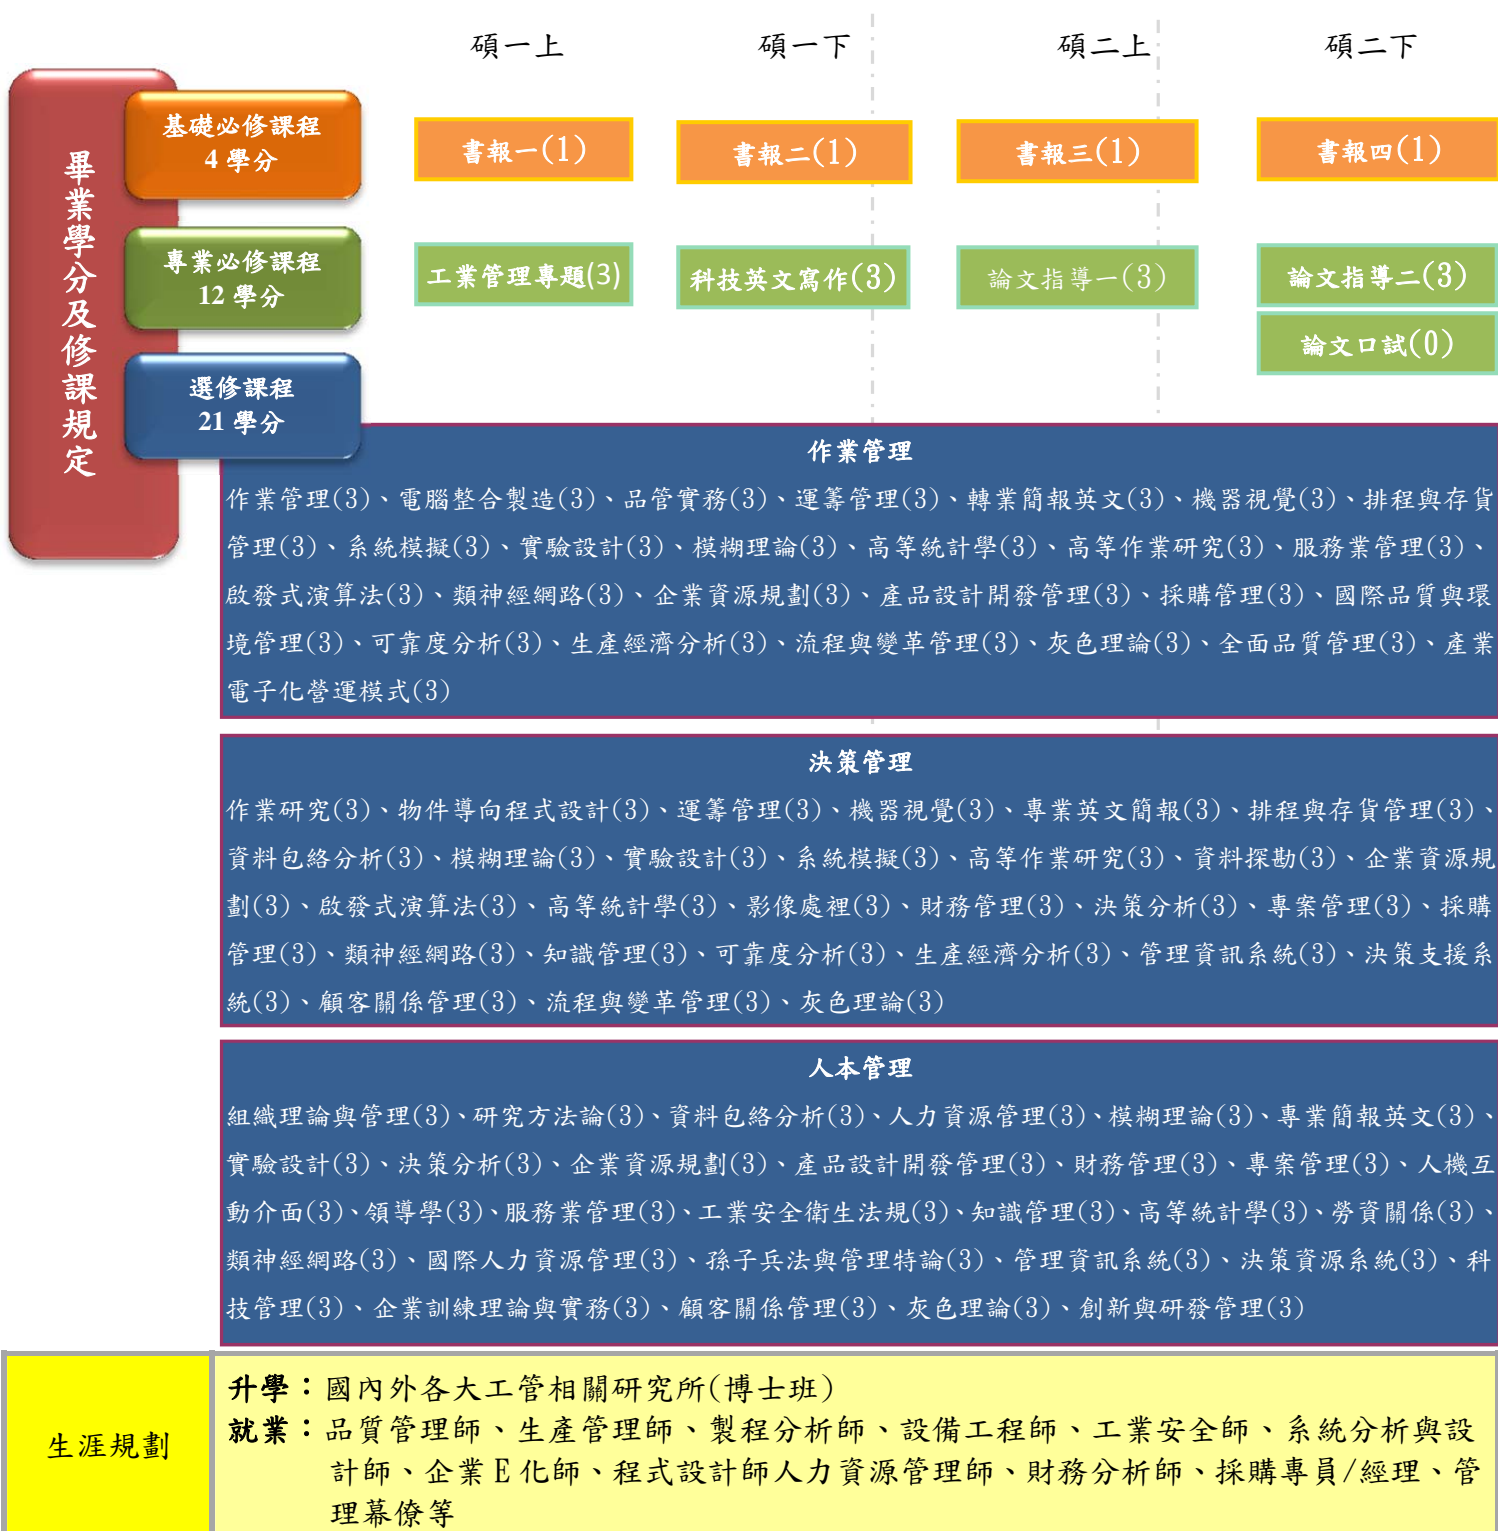 碩一上 碩一下 碩二上 碩二下
畢業學分及修課規定
基礎必修課程
4 學分
書報一(1) 書報二(1) 書報三(1) 書報四(1)
專業必修課程
12 學分
工業管理專題(3) 科技英文寫作(3) 論文指導一(3) 論文指導二(3)
論文口試(0)
選修課程
21 學分
作業管理
作業管理(3)、電腦整合製造(3)、品管實務(3)、運籌管理(3)、轉業簡報英文(3)、機器視覺(3)、排程與存貨
管理(3)、系統模擬(3)、實驗設計(3)、模糊理論(3)、高等統計學(3)、高等作業研究(3)、服務業管理(3)、
啟發式演算法(3)、類神經網路(3)、企業資源規劃(3)、產品設計開發管理(3)、採購管理(3)、國際品質與環
境管理(3)、可靠度分析(3)、生產經濟分析(3)、流程與變革管理(3)、灰色理論(3)、全面品質管理(3)、產業
電子化營運模式(3)
決策管理
作業研究(3)、物件導向程式設計(3)、運籌管理(3)、機器視覺(3)、專業英文簡報(3)、排程與存貨管理(3)、
資料包絡分析(3)、模糊理論(3)、實驗設計(3)、系統模擬(3)、高等作業研究(3)、資料探勘(3)、企業資源規
劃(3)、啟發式演算法(3)、高等統計學(3)、影像處裡(3)、財務管理(3)、決策分析(3)、專案管理(3)、採購
管理(3)、類神經網路(3)、知識管理(3)、可靠度分析(3)、生產經濟分析(3)、管理資訊系統(3)、決策支援系
統(3)、顧客關係管理(3)、流程與變革管理(3)、灰色理論(3)
人本管理
組織理論與管理(3)、研究方法論(3)、資料包絡分析(3)、人力資源管理(3)、模糊理論(3)、專業簡報英文(3)、
實驗設計(3)、決策分析(3)、企業資源規劃(3)、產品設計開發管理(3)、財務管理(3)、專案管理(3)、人機互
動介面(3)、領導學(3)、服務業管理(3)、工業安全衛生法規(3)、知識管理(3)、高等統計學(3)、勞資關係(3)、
類神經網路(3)、國際人力資源管理(3)、孫子兵法與管理特論(3)、管理資訊系統(3)、決策資源系統(3)、科
技管理(3)、企業訓練理論與實務(3)、顧客關係管理(3)、灰色理論(3)、創新與研發管理(3)
生涯規劃
升學：國內外各大工管相關研究所(博士班)
就業：品質管理師、生產管理師、製程分析師、設備工程師、工業安全師、系統分析與設
計師、企業 E 化師、程式設計師人力資源管理師、財務分析師、採購專員/經理、管
理幕僚等